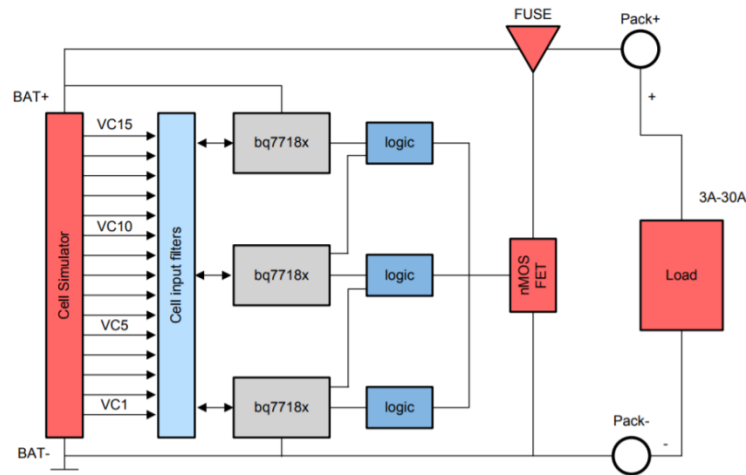 FUSE
Pack+
BAT+
+
VC15
bq7718x
logic
3A-30A
VC10
Cell Simulator
Cell input filters
bq7718x
logic
nMOS
FET
Load
VC5
bq7718x
logic
VC1
Pack-
-
BAT-